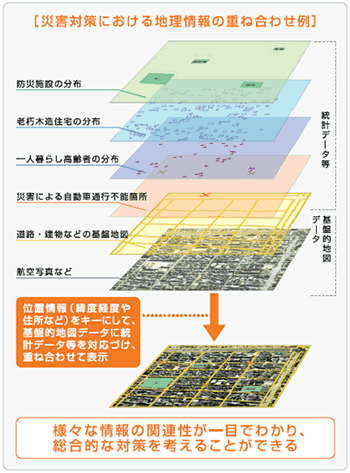 ［災害対策における地理情報の重ね合わせ例］
防災施設の分布
老朽木造住宅の分布
一人暮らし高齢者の分布
災害による自動車通行不能箇所
道路・建物などの基盤地図
航空写真など
統計データ等
基盤的地図
データ
位置情報（緯度経度や
住所など）をキーにして、
基盤的地図データに統
計データ等を対応づけ、
重ね合わせて表示
様々な情報の関連性が一目でわかり、
総合的な対策を考えることができる